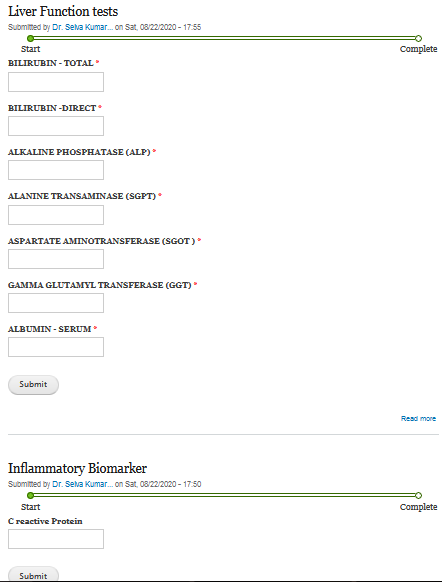 Liver Function tests
Submitted by Dr. Selva Kumar... on Sat, 08/22/2020 - 17:55
Start Complete
BILIRUBIN - TOTAL *
BILIRUBIN -DIRECT *
ALKALINE PHOSPHATASE (ALP) *
ALANINE TRANSAMINASE (SGPT) *
ASPARTATE AMINOTRANSFERASE (SGOT ) *
GAMMA GLUTAMYL TRANSFERASE (GGT) *
ALBUMIN - SERUM *
Submit
Read more
Inflammatory Biomarker
Submitted by Dr. Selva Kumar... on Sat, 08/22/2020 - 17:50
Start Complete
C reactive Protein
Submit